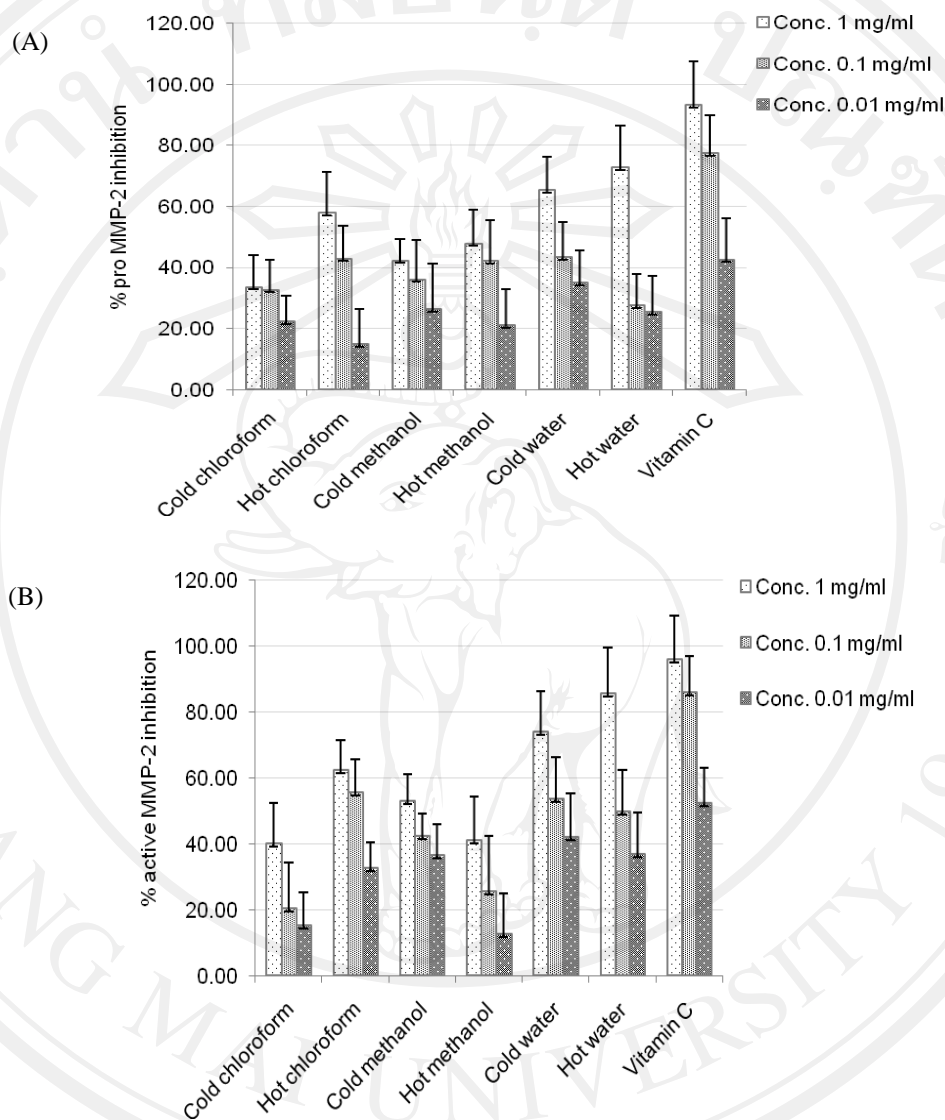 (A)
120.00
100.00
80.00
60.00
40.00
20.00
0.00
% pro MMP-2 inhibition
Cold chloroform
Hot chloroform
Cold methanol
Hot methanol
Cold water
Hot water
Vitamin C
Conc. 1 mg/ml
Conc. 0.1 mg/ml
Conc. 0.01 mg/ml
(B)
120.00
100.00
80.00
60.00
40.00
20.00
0.00
% active MMP-2 inhibition
Cold chloroform
Hot chloroform
Cold methanol
Hot methanol
Cold water
Hot water
Vitamin C
Conc. 1 mg/ml
Conc. 0.1 mg/ml
Conc. 0.01 mg/ml
UNIVERSITY